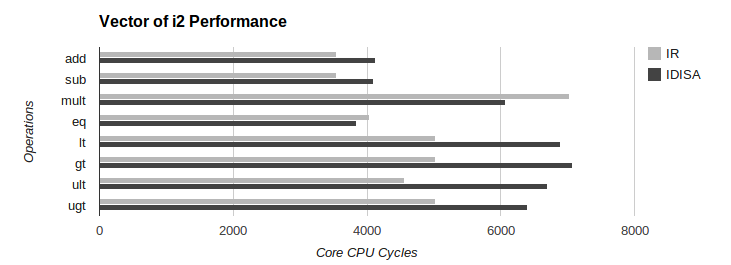 Vector of i2 Performance
IR
IDISA
Operations
add
sub
mult
eq
lt
gt
ult
ugt
0 2000 4000 6000 8000
Core CPU Cycles